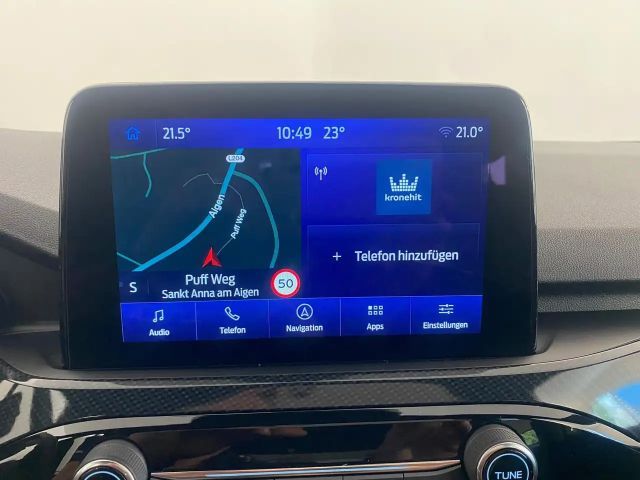 21.5°
10:49 23°
21.0°
L201
Aigen
Puff Weg
S
Puff Weg
Sankt Anna am Aigen
50
kronehit
+ Telefon hinzufügen
Audio
Telefon
Navigation
Apps
Einstellungen
TUNE